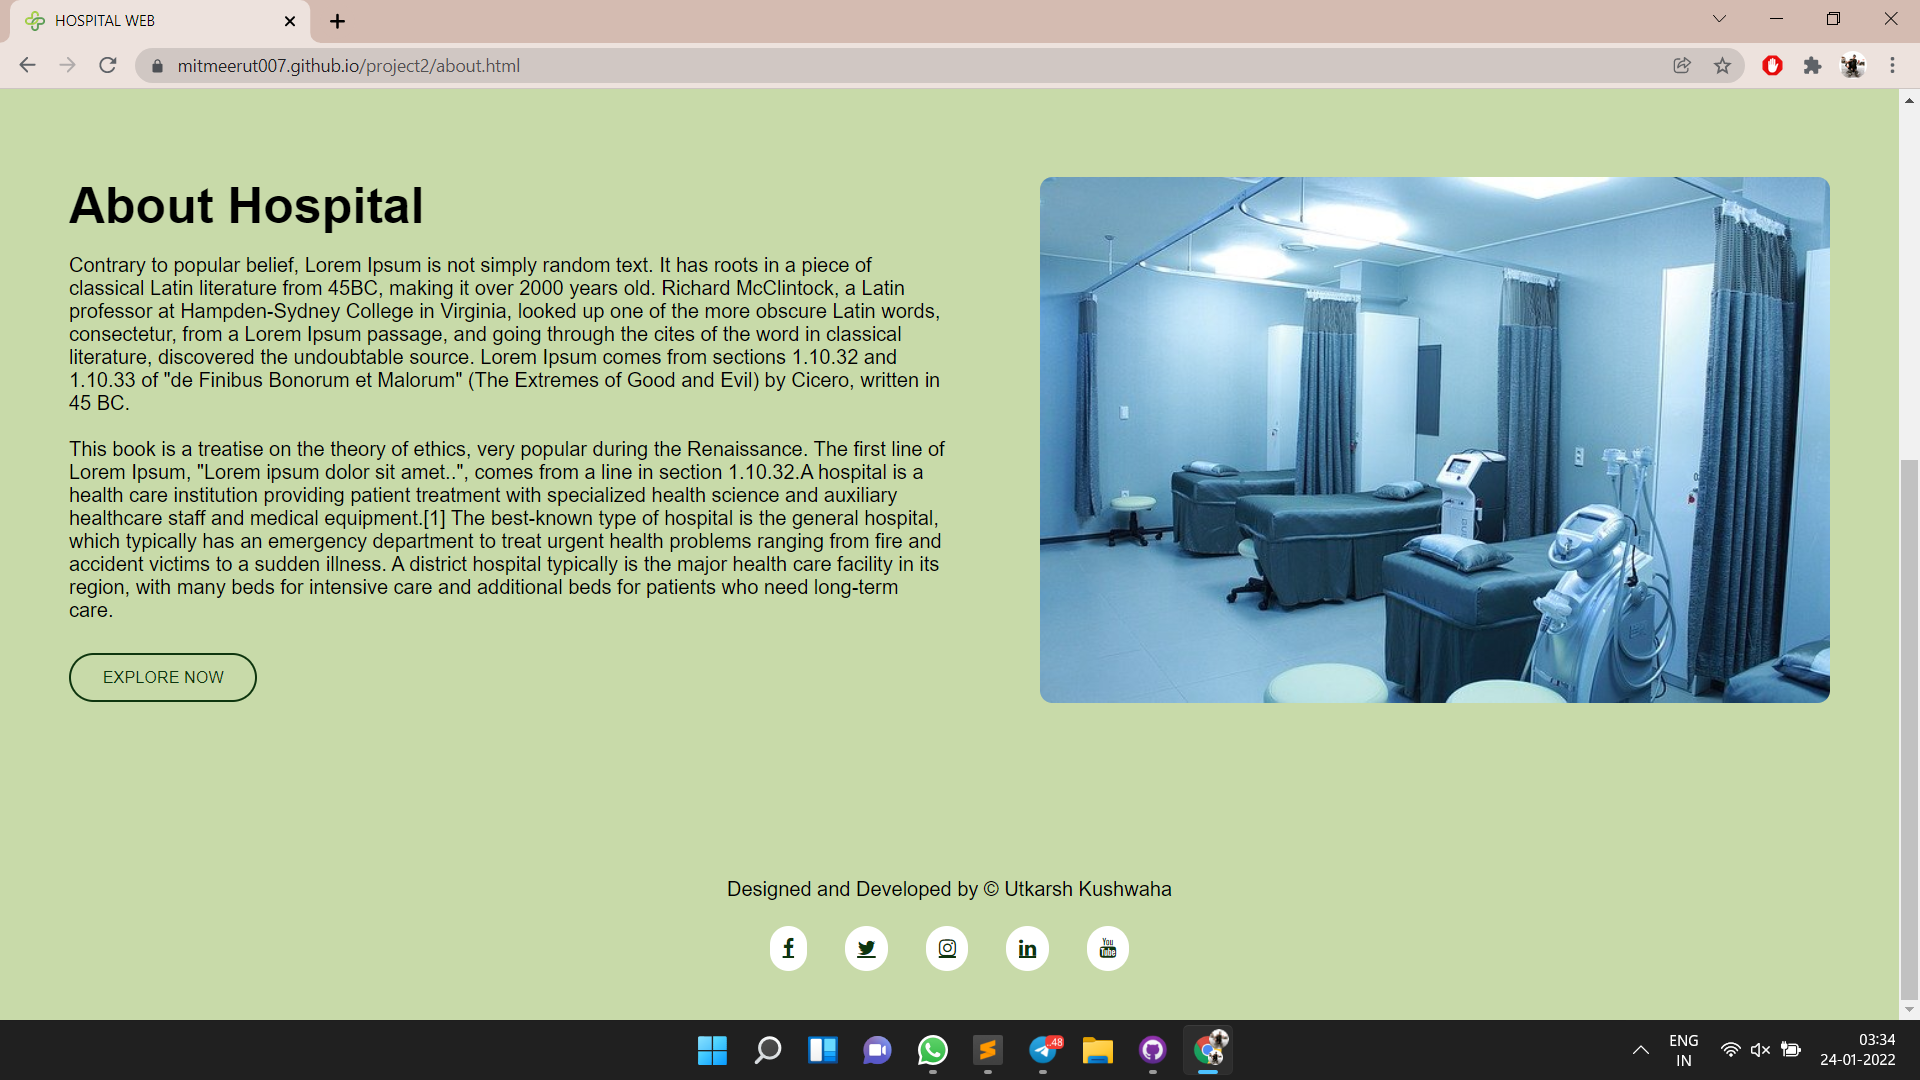 HOSPITAL WEB
mitmeerut007.github.io/project2/about.html
About Hospital
Contrary to popular belief, Lorem Ipsum is not simply random text. It has roots in a piece of
classical Latin literature from 45BC, making it over 2000 years old. Richard McClintock, a Latin
professor at Hampden-Sydney College in Virginia, looked up one of the more obscure Latin words,
consectetur, from a Lorem Ipsum passage, and going through the cites of the word in classical
literature, discovered the undoubtable source. Lorem Ipsum comes from sections 1.10.32 and
1.10.33 of "de Finibus Bonorum et Malorum" (The Extremes of Good and Evil) by Cicero, written in
45 BC.
This book is a treatise on the theory of ethics, very popular during the Renaissance. The first line of
Lorem Ipsum, "Lorem ipsum dolor sit amet..", comes from a line in section 1.10.32.A hospital is a
health care institution providing patient treatment with specialized health science and auxiliary
healthcare staff and medical equipment.[1] The best-known type of hospital is the general hospital,
which typically has an emergency department to treat urgent health problems ranging from fire and
accident victims to a sudden illness. A district hospital typically is the major health care facility in its
region, with many beds for intensive care and additional beds for patients who need long-term
care.
EXPLORE NOW
Designed and Developed by © Utkarsh Kushwaha
You
Tube
.48
ENG
IN
03:34
24-01-2022